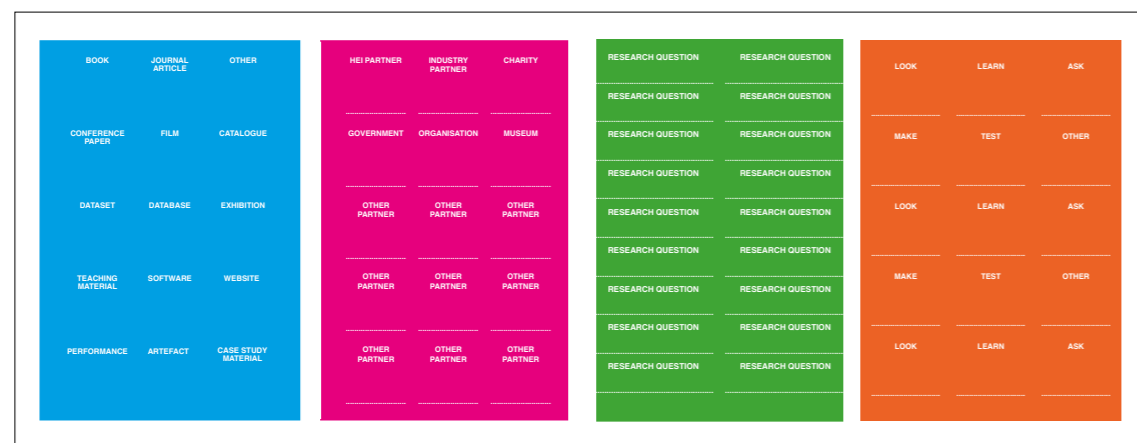 BOOK JOURNAL OTHER
ARTICLE
CONFERENCE FILM CATALOGUE
PAPER
DATASET DATABASE EXHIBITION
TEACHING SOFTWARE WEBSITE
MATERIAL
PERFORMANCE ARTEFACT CASE STUDY
MATERIAL
HEI PARTNER INDUSTRY CHARITY
PARTNER
GOVERNMENT ORGANISATION MUSEUM
OTHER OTHER OTHER
PARTNER PARTNER PARTNER
OTHER OTHER OTHER
PARTNER PARTNER PARTNER
OTHER OTHER OTHER
PARTNER PARTNER PARTNER
RESEARCH QUESTION RESEARCH QUESTION
RESEARCH QUESTION RESEARCH QUESTION
RESEARCH QUESTION RESEARCH QUESTION
RESEARCH QUESTION RESEARCH QUESTION
RESEARCH QUESTION RESEARCH QUESTION
RESEARCH QUESTION RESEARCH QUESTION
RESEARCH QUESTION RESEARCH QUESTION
RESEARCH QUESTION RESEARCH QUESTION
RESEARCH QUESTION RESEARCH QUESTION
LOOK LEARN ASK
MAKE TEST OTHER
LOOK LEARN ASK
MAKE TEST OTHER
LOOK LEARN ASK